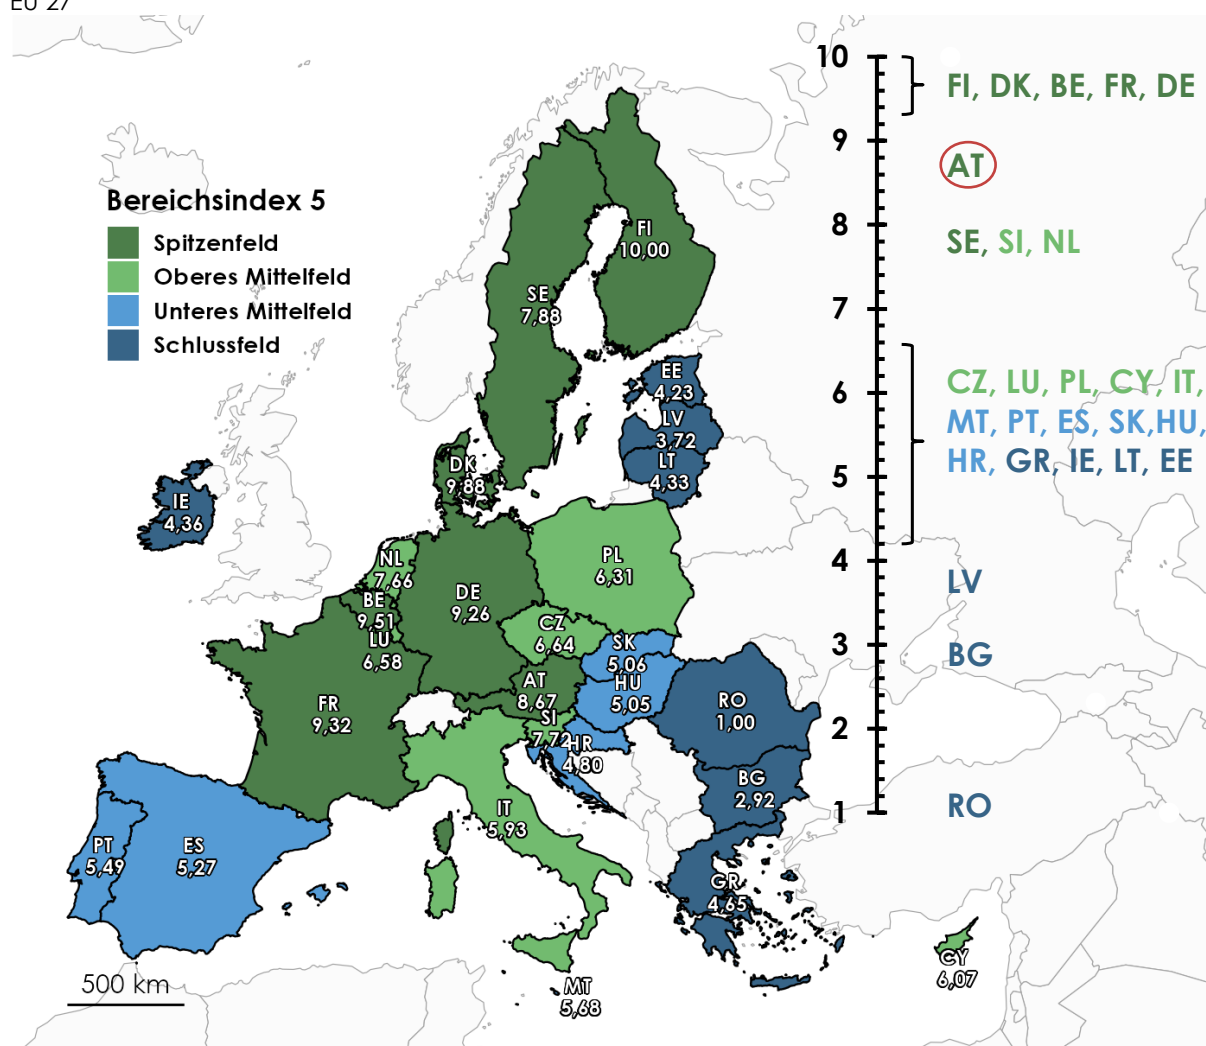 EU 27
Bereichsindex 5
Spitzenfeld
Oberes Mittelfeld
Unteres Mittelfeld
Schlussfeld
FI
10,00
SE
7,88
EE
4,23
LV
3,72
LT
4,33
DK
9,88
IE
4,36
NL
7,66
BE
9,51
LU
6,58
DE
9,26
PL
6,31
CZ
6,64
SK
5,06
HU
5,05
AT
8,67
SI
7,72
HR
4,80
FR
9,32
RO
1,00
BG
2,92
IT
5,93
PT
5,49
ES
5,27
GR
4,65
MT
5,68
CY
6,07
500 km
10
9
8
7
6
5
4
3
2
1
FI, DK, BE, FR, DE
AT
SE, SI, NL
CZ, LU, PL, CY, IT,
MT, PT, ES, SK,HU,
HR, GR, IE, LT, EE
LV
BG
RO